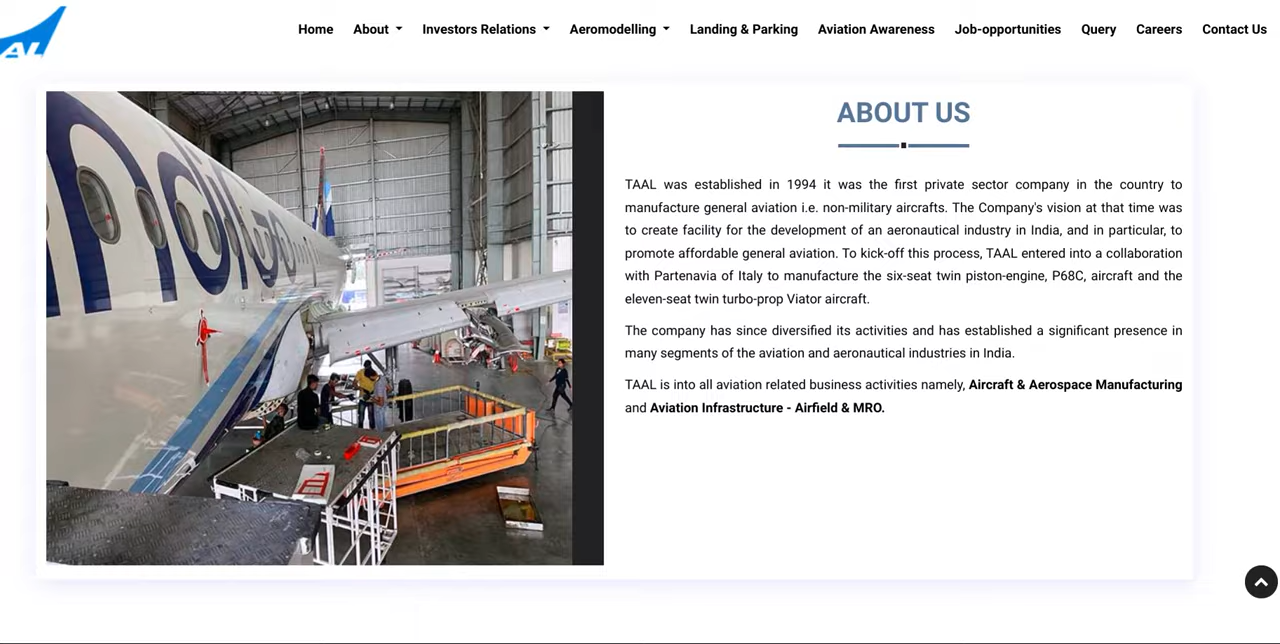 AL
Home About Investors Relations Aeromodelling Landing & Parking Aviation Awareness Job-opportunities Query Careers Contact Us
ABOUT US
TAAL was established in 1994 it was the first private sector company in the country to
manufacture general aviation i.e. non-military aircrafts. The Company's vision at that time was
to create facility for the development of an aeronautical industry in India, and in particular, to
promote affordable general aviation. To kick-off this process, TAAL entered into a collaboration
with Partenavia of Italy to manufacture the six-seat twin piston-engine, P68C, aircraft and the
eleven-seat twin turbo-prop Viator aircraft.
The company has since diversified its activities and has established a significant presence in
many segments of the aviation and aeronautical industries in India.
TAAL is into all aviation related business activities namely, Aircraft & Aerospace Manufacturing
and Aviation Infrastructure - Airfield & MRO.